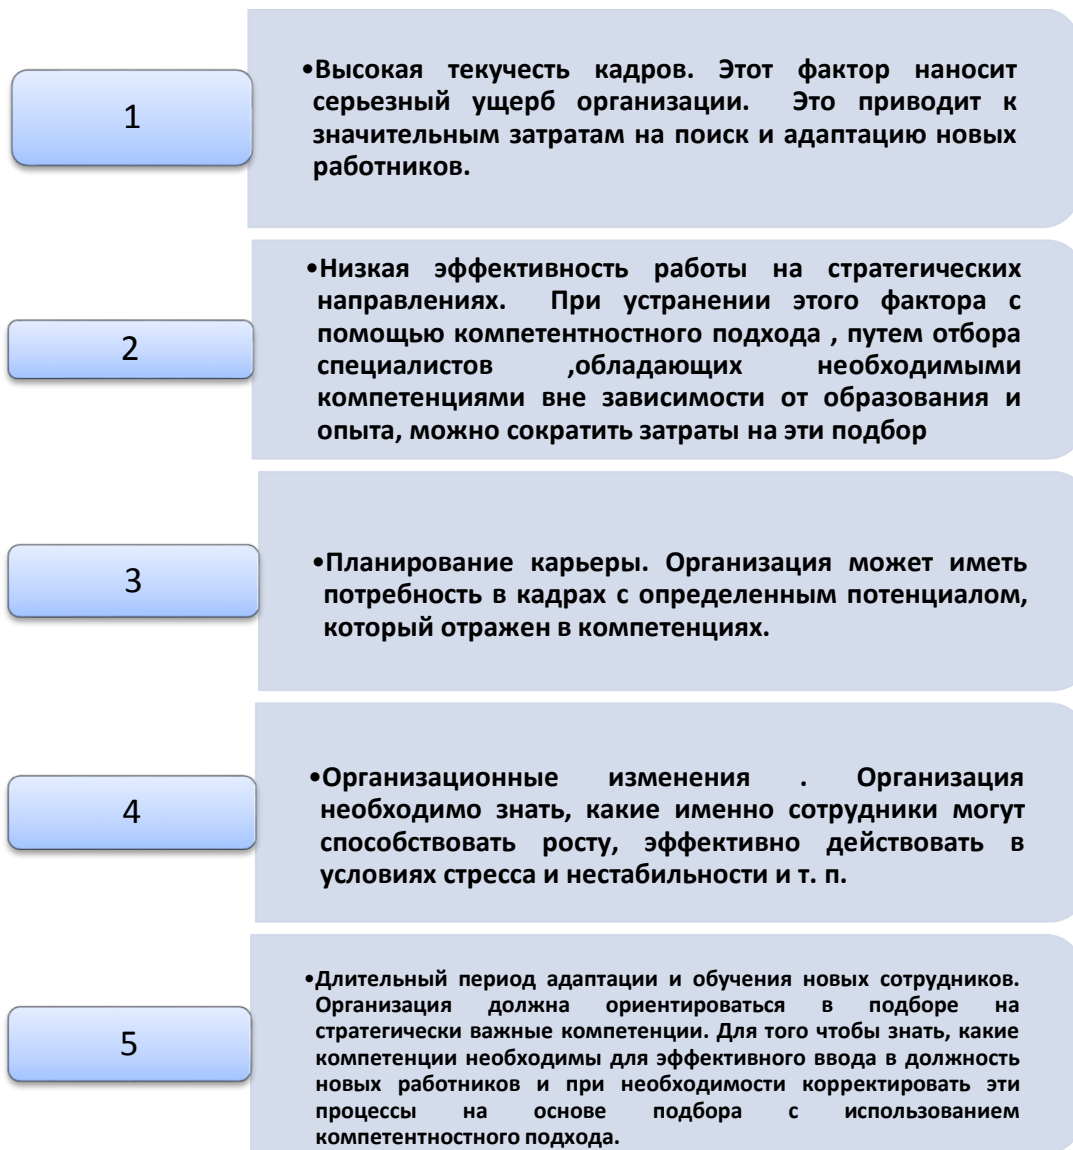 1
•Высокая текучесть кадров. Этот фактор наносит
серьезный ущерб организации. Это приводит к
значительным затратам на поиск и адаптацию новых
работников.
2
•Низкая эффективность работы на стратегических
направлениях. При устранении этого фактора с
помощью компетентностного подхода , путем отбора
специалистов ,обладающих необходимыми
компетенциями вне зависимости от образования и
опыта, можно сократить затраты на эти подбор
3
•Планирование карьеры. Организация может иметь
потребность в кадрах с определенным потенциалом,
который отражен в компетенциях.
4
•Организационные изменения . Организация
необходимо знать, какие именно сотрудники могут
способствовать росту, эффективно действовать в
условиях стресса и нестабильности и т. п.
5
•Длительный период адаптации и обучения новых сотрудников.
Организация должна ориентироваться в подборе на
стратегически важные компетенции. Для того чтобы знать, какие
компетенции необходимы для эффективного ввода в должность
новых работников и при необходимости корректировать эти
процессы на основе подбора с использованием
компетентностного подхода.